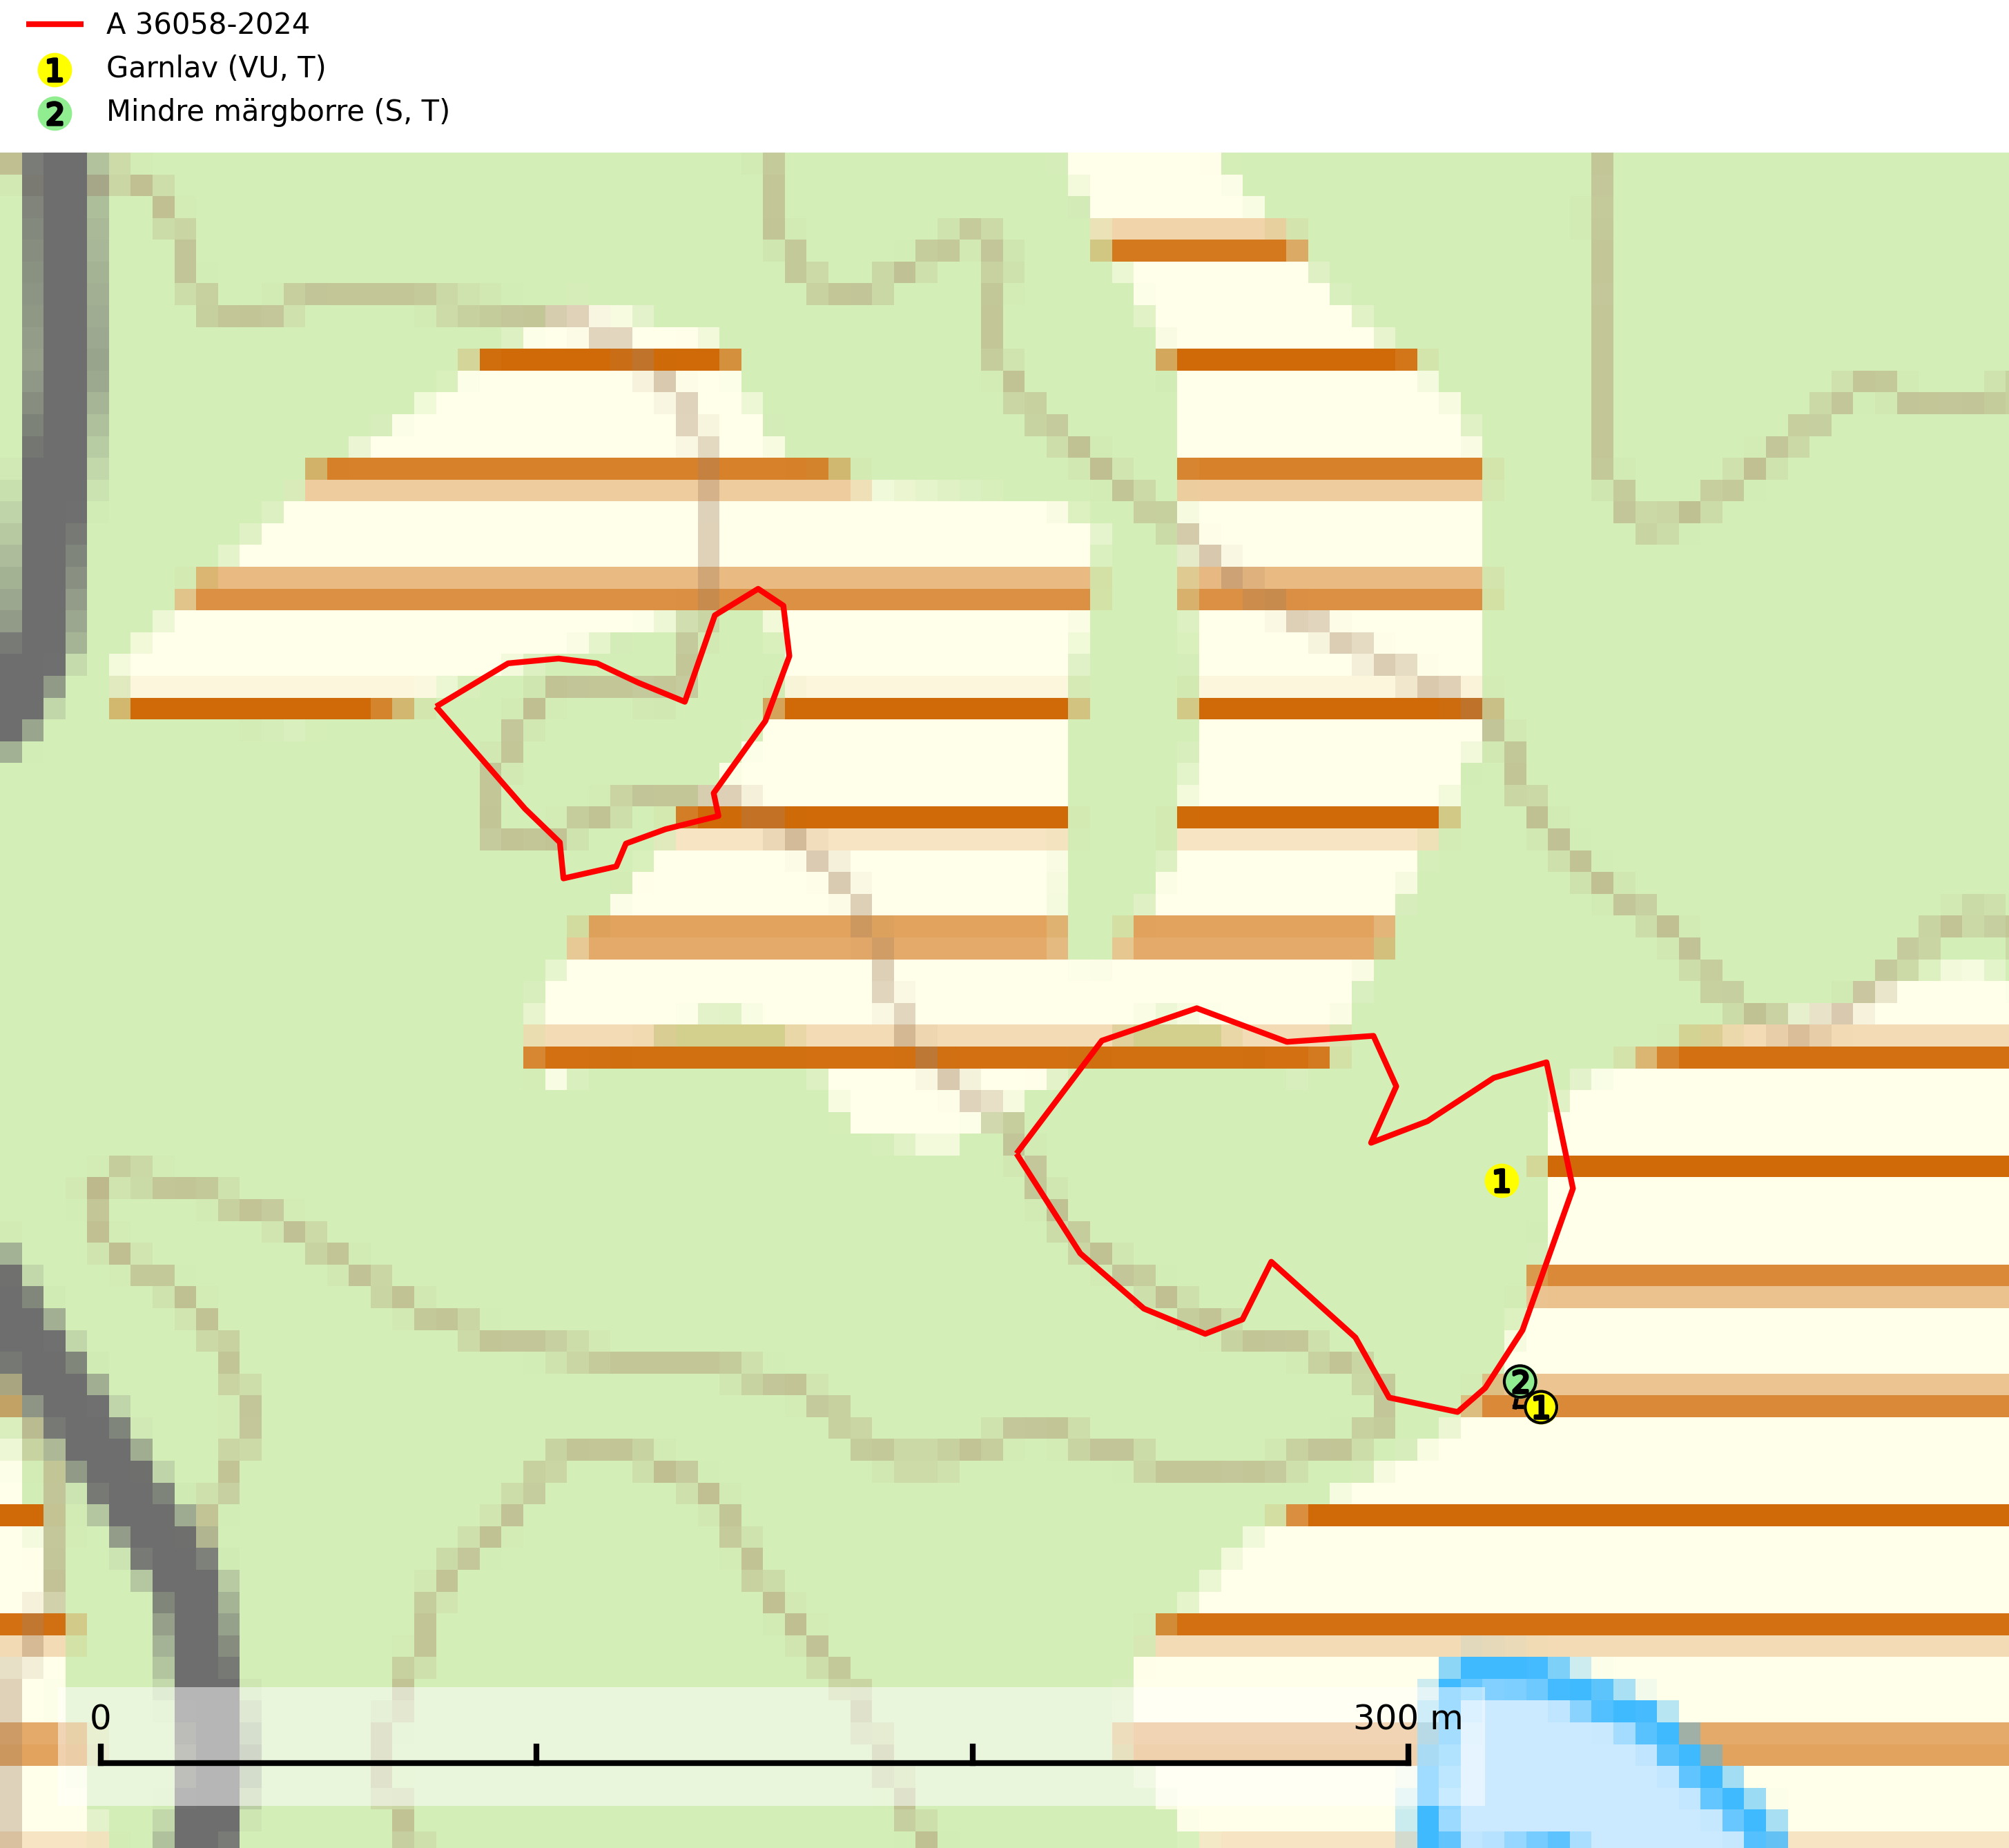 A 36058-2024
1 Garnlav (VU, T)
2 Mindre märgborre (S, T)
1
2
1
0 300 m